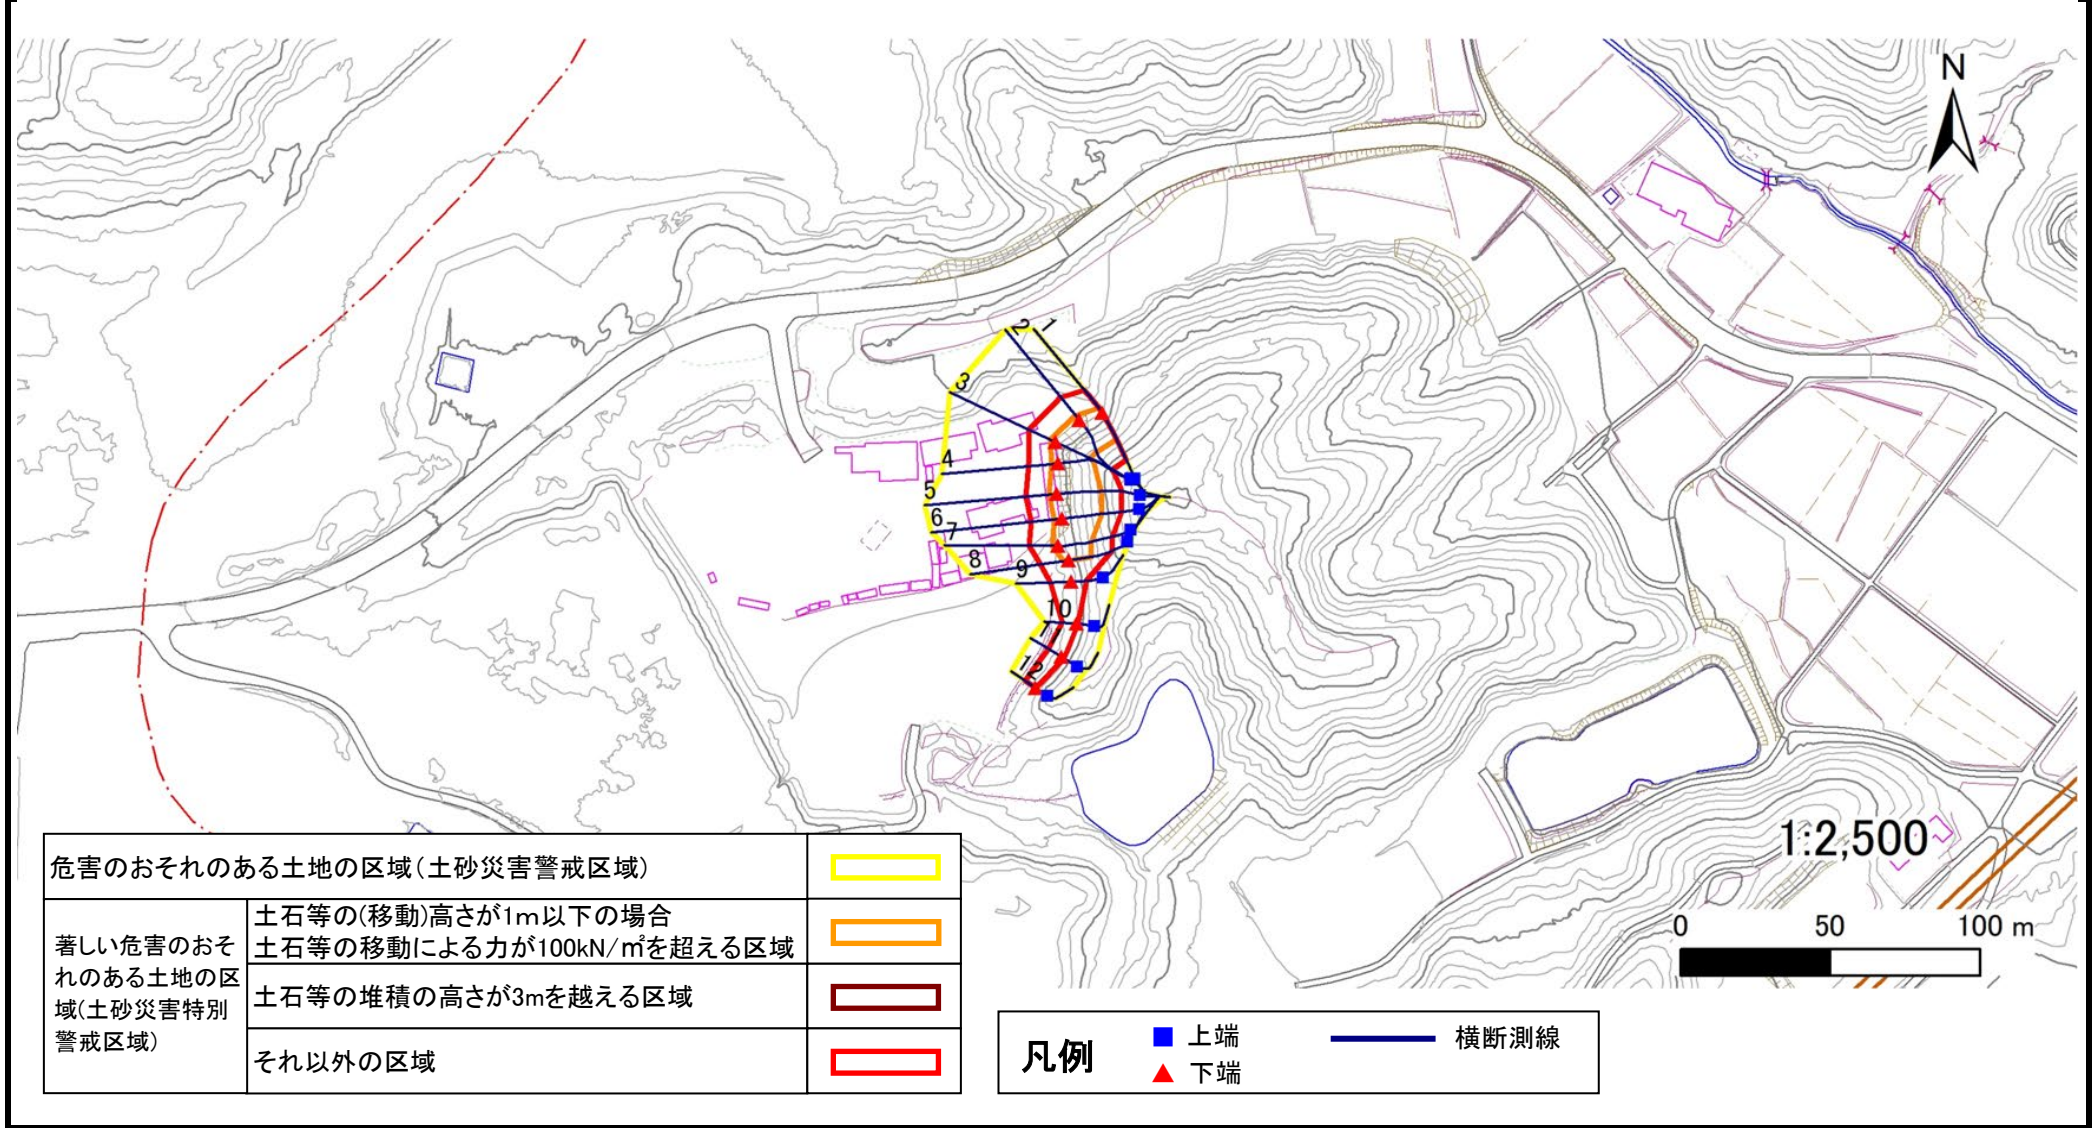 N
2
1
3
4
5
6
7
8
9
10
12
1:2,500
0 50 100 m
危害のおそれのある土地の区域(土砂災害警戒区域)
著しい危害のおそ
れのある土地の区
域(土砂災害特別
警戒区域)
土石等の(移動)高さが1m以下の場合
土石等の移動による力が100kN/㎡を超える区域
土石等の堆積の高さが3mを越える区域
それ以外の区域
凡例
上端
下端
横断測線